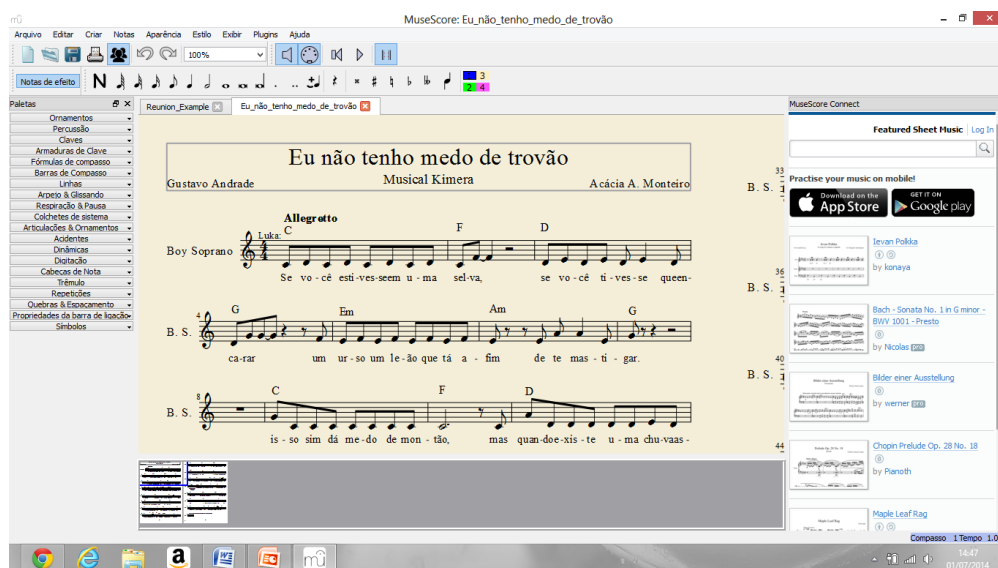 MuseScore: Eu_não_tenho_medo_de_trovão
Arquivo Editar Criar Notas Aparência Estilo Exibir Plugins Ajuda
100%
Notas de efeito N 1 3
2 4
Paletas
Ornamentos
Percussão
Claves
Armaduras de Clave
Fórmulas de compasso
Barras de Compasso
Linhas
Arpejo & Glissando
Respiração & Pausa
Colchetes de sistema
Articulações & Ornamentos
Acidentes
Dinâmicas
Digitação
Cabeças de Nota
Trêmulo
Repetições
Quebras & Espaçamento
Propriedades da barra de ligação
Símbolos
Reunion_Example Eu_não_tenho_medo_de_trovão
Eu não tenho medo de trovão
Musical Kimera
Gustavo Andrade Acácia A. Monteiro
Allegretto
Luka: C F D
Boy Soprano
Se vo - cê esti - ves - seem u - ma sel - va, se vo - cê ti - ves - se queen -
4 G Em Am G
B. S.
ca - rar um ur - so um le - ão que tá a - fim de te mas - ti - gar.
8 C F D
B. S.
is - so sim dá me - do de mon - tão, mas quan - doe - xis - te u - ma chu - vaas -
33
B. S.
36
B. S.
40
B. S.
44
MuseScore Connect
Featured Sheet Music Log In
Practise your music on mobile!
Download on the App Store
GET IT ON Google play
Ievan Polkka
by konaya
Bach - Sonata No. 1 in G minor -
BWV 1001 - Presto
by Nicolas pro
Bilder einer Ausstellung
by werner pro
Chopin Prelude Op. 28 No. 18
by Pianoth
Maple Leaf Rag
Compasso 1 Tempo 1.0
14:47
01/07/2014